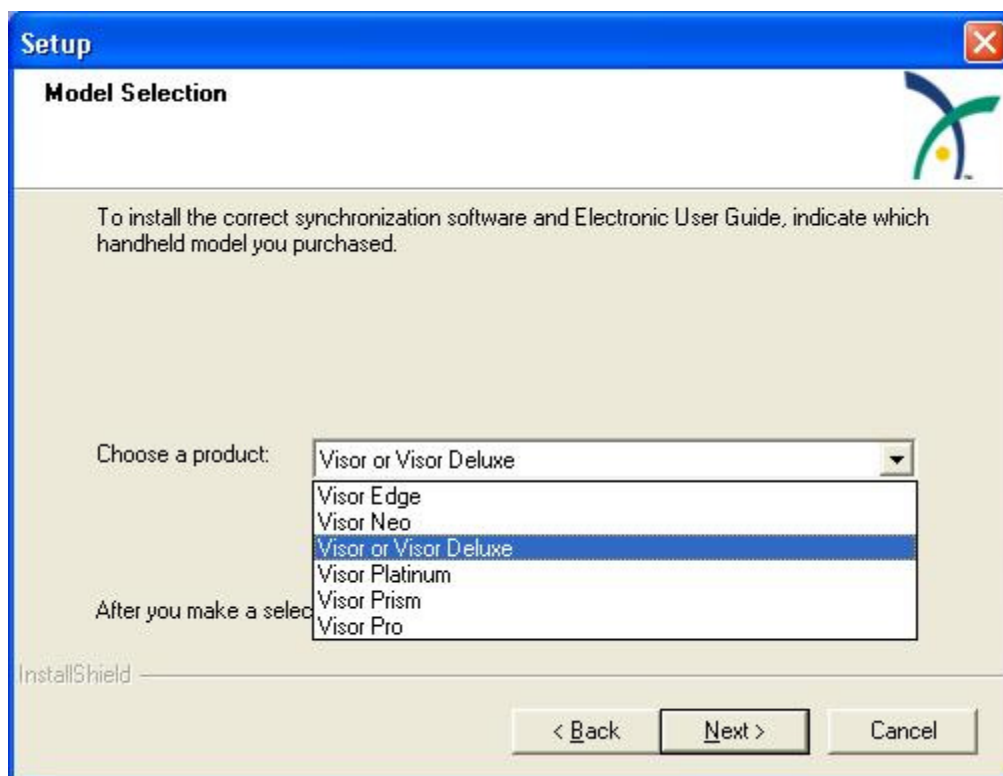 Setup
Model Selection
To install the correct synchronization software and Electronic User Guide, indicate which
handheld model you purchased.
Choose a product:
Visor or Visor Deluxe
Visor Edge
Visor Neo
Visor or Visor Deluxe
Visor Platinum
Visor Prism
Visor Pro
After you make a selec
InstallShield
< Back
Next >
Cancel